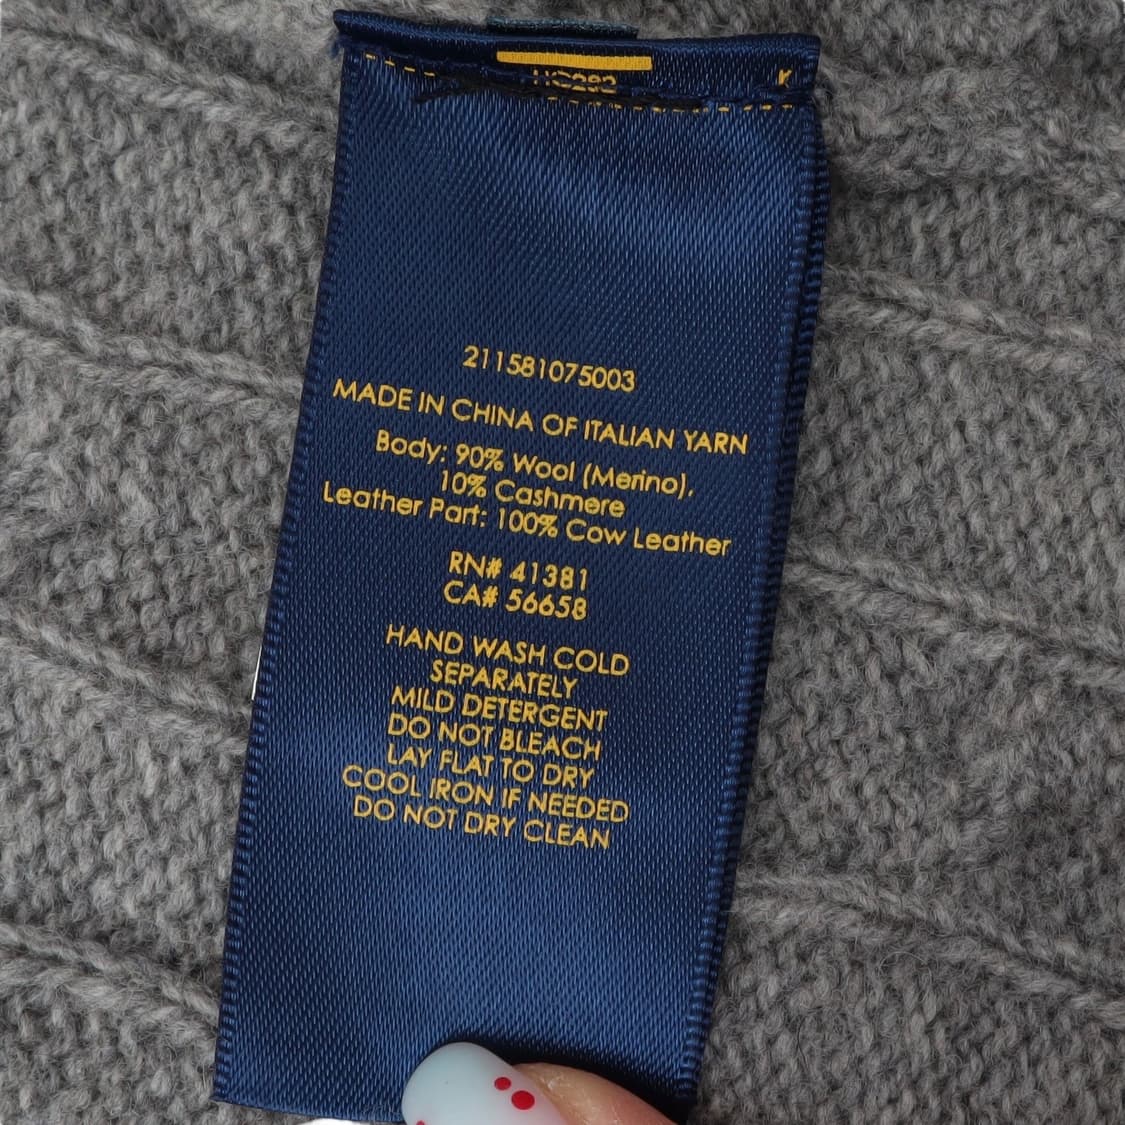 HC282
K
211581075003
MADE IN CHINA OF ITALIAN YARN
Body: 90% Wool (Merino),
10% Cashmere
Leather Part: 100% Cow Leather
RN# 41381
CA# 56658
HAND WASH COLD
SEPARATELY
MILD DETERGENT
DO NOT BLEACH
LAY FLAT TO DRY
COOL IRON IF NEEDED
DO NOT DRY CLEAN